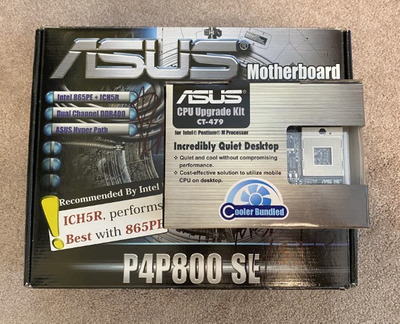 ASUS
Motherboard
Intel 865PE + ICH5R
Dual Channel DDR400
ASUS Hyper Path
ASUS
CPU Upgrade Kit
CT-479
for Intel® Pentium® M Processor
Incredibly Quiet Desktop
Quiet and cool without compromising
performance.
Cost-effective solution to utilize mobile
CPU on desktop.
Cooler Bundled
Recommended By Intel
ICH5R, performs
Best with 865PE
!
P4P800 SE